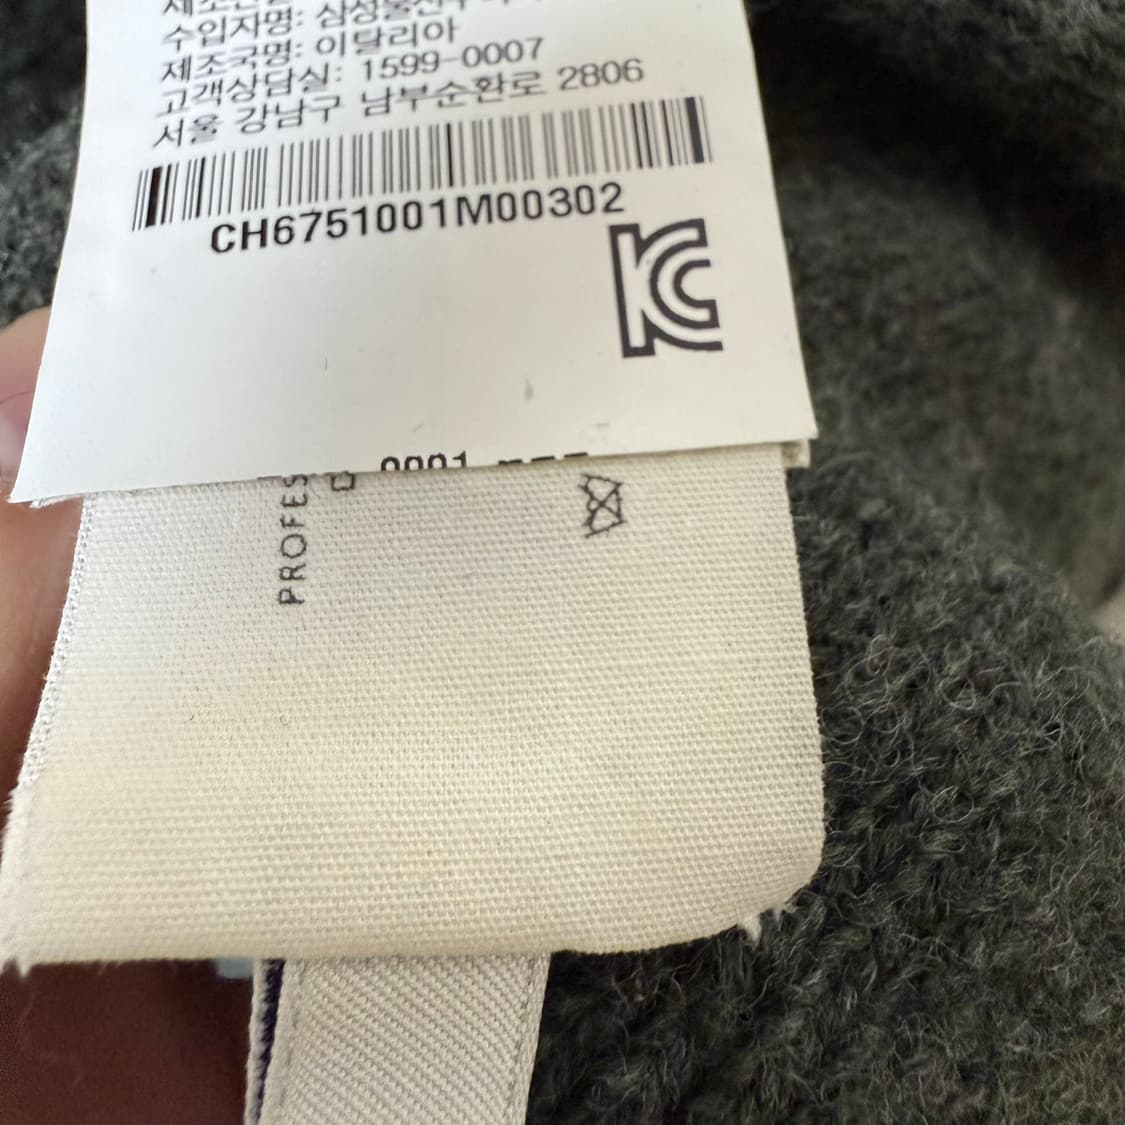 수입자명: 삼성물산
제조국명: 이탈리아
고객상담실: 1599-0007
서울 강남구 남부순환로 2806
CH6751001M00302
KC
PROFES